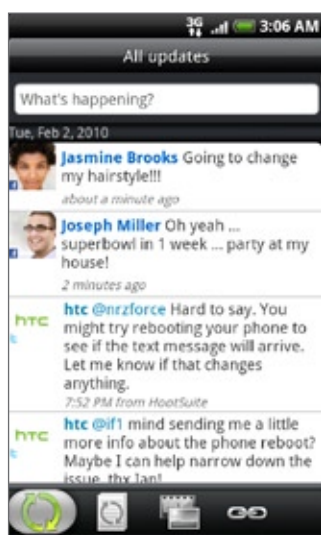 3G 3:06 AM
All updates
What's happening?
Tue, Feb 2, 2010
Jasmine Brooks Going to change
my hairstyle!!!
about a minute ago
Joseph Miller Oh yeah ...
superbowl in 1 week ... party at my
house!
2 minutes ago
htc
htc @nrzforce Hard to say. You
might try rebooting your phone to
see if the text message will arrive.
Let me know if that changes
anything.
7:52 PM from HootSuite
htc
htc @if1 mind sending me a little
more info about the phone reboot?
Maybe I can help narrow down the
issue, thx Ian!